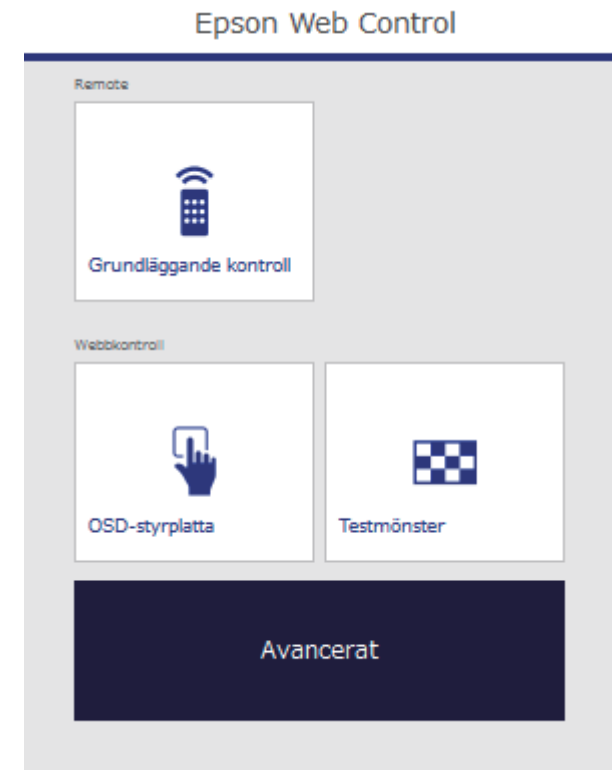 Epson Web Control
Remote
Grundläggande kontroll
Webbkontroll
OSD-styrplatta
Testmönster
Avancerat